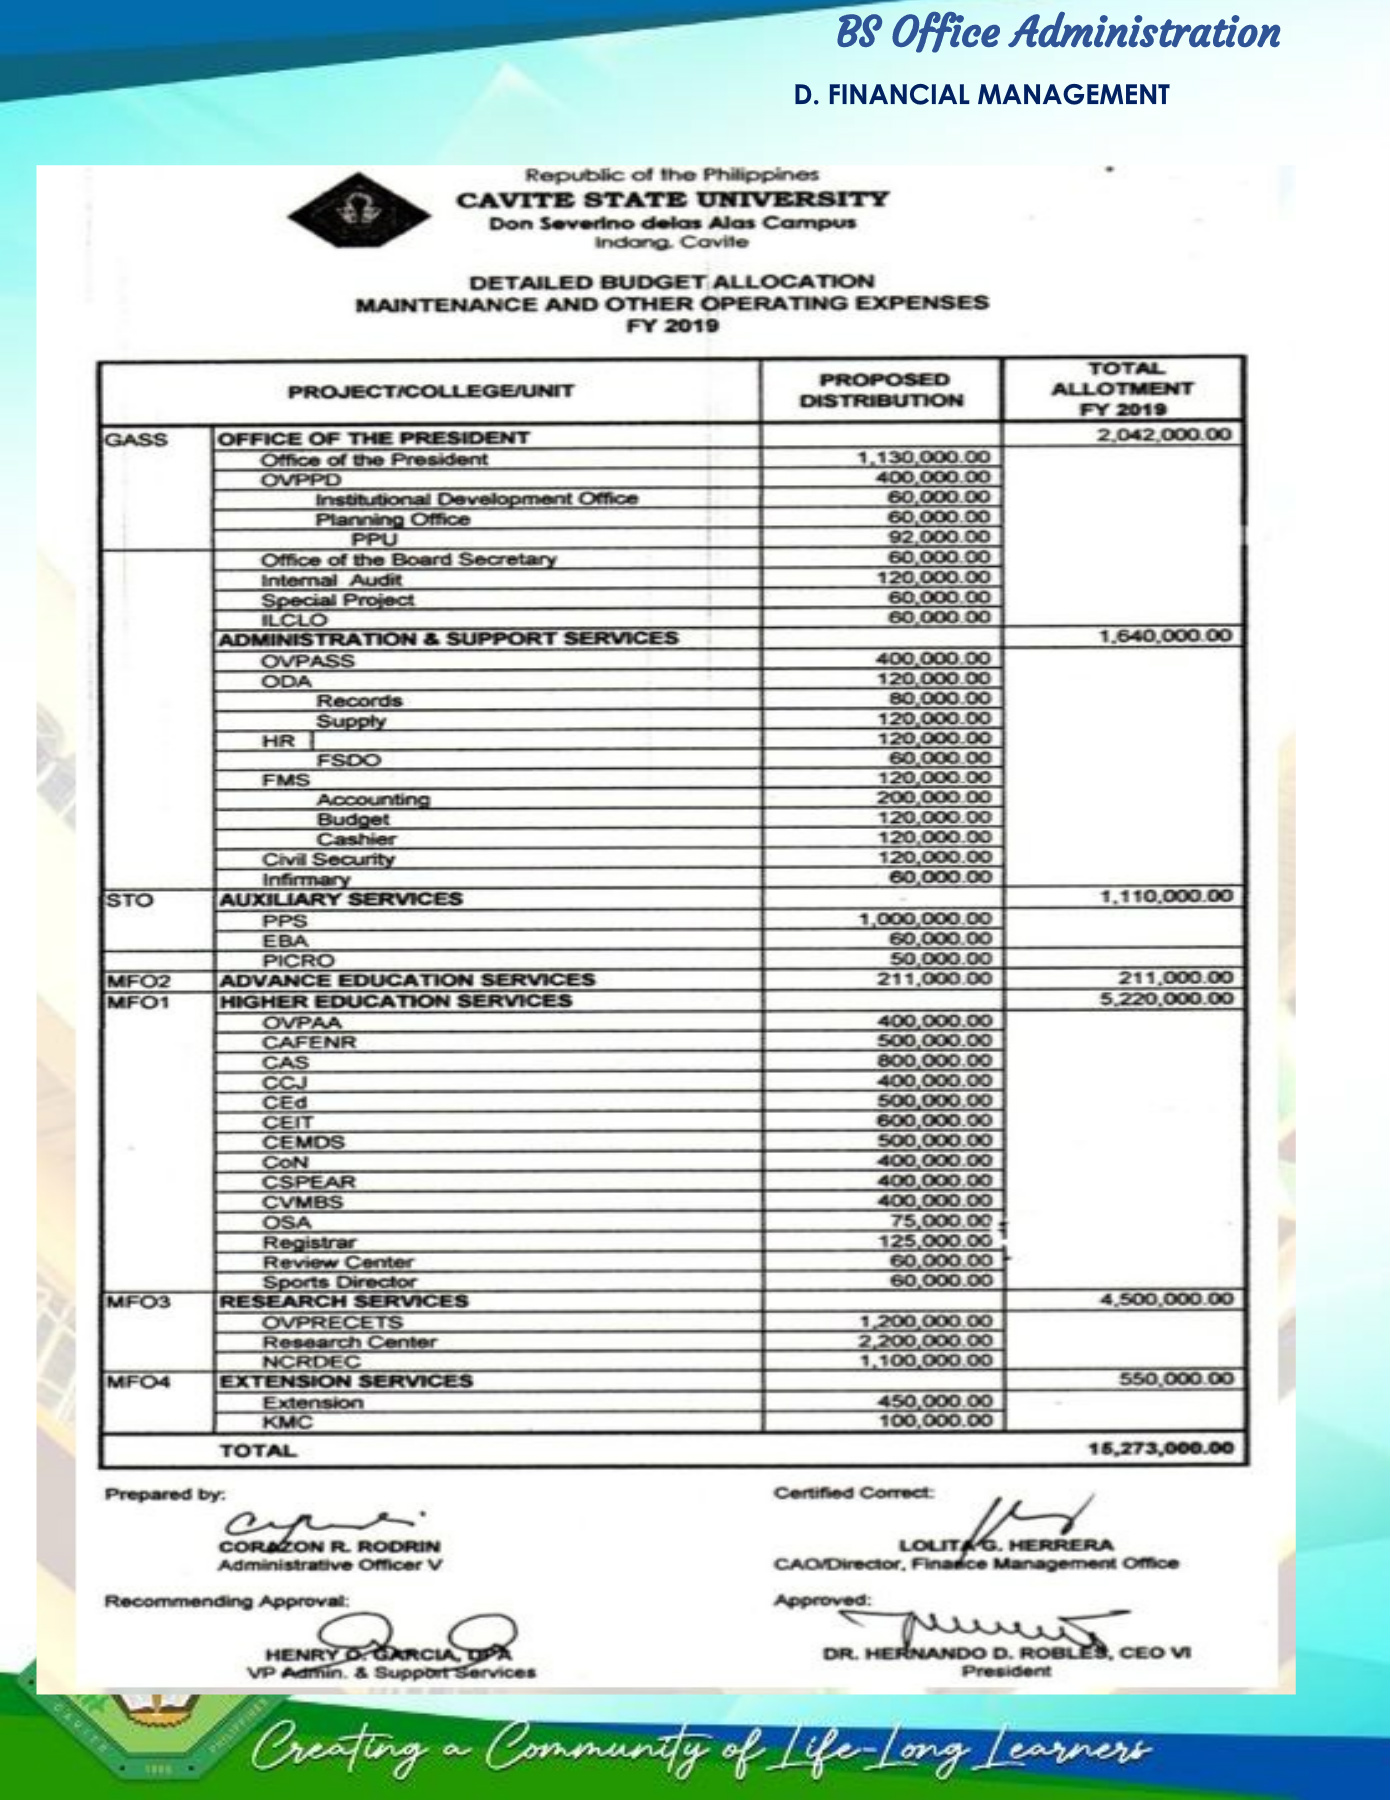 BS Office Administration
D. FINANCIAL MANAGEMENT
Republic of the Philippines
CAVITE STATE UNIVERSITY
Don Severino delas Alas Campus
Indang, Cavite
DETAILED BUDGET ALLOCATION
MAINTENANCE AND OTHER OPERATING EXPENSES
FY 2019
PROJECT/COLLEGE/UNIT PROPOSED DISTRIBUTION TOTAL ALLOTMENT FY 2019
GASS OFFICE OF THE PRESIDENT 2,042,000.00
Office of the President 1,130,000.00
OVPPD 400,000.00
Institutional Development Office 60,000.00
Planning Office 60,000.00
PPU 92,000.00
Office of the Board Secretary 60,000.00
Internal Audit 120,000.00
Special Project 60,000.00
ILCLO 60,000.00
ADMINISTRATION & SUPPORT SERVICES 1,640,000.00
OVPASS 400,000.00
ODA 120,000.00
Records 80,000.00
Supply 120,000.00
HR 120,000.00
FSDO 60,000.00
FMS 120,000.00
Accounting 200,000.00
Budget 120,000.00
Cashier 120,000.00
Civil Security 120,000.00
Infirmary 60,000.00
STO AUXILIARY SERVICES - 1,110,000.00
PPS 1,000,000.00
EBA 60,000.00
PICRO 50,000.00
MFO2 ADVANCE EDUCATION SERVICES 211,000.00 211,000.00
MFO1 HIGHER EDUCATION SERVICES 5,220,000.00
OVPAA 400,000.00
CAFENR 500,000.00
CAS 800,000.00
CCJ 400,000.00
CEd 500,000.00
CEIT 600,000.00
CEMDS 500,000.00
CoN 400,000.00
CSPEAR 400,000.00
CVMBS 400,000.00
OSA 75,000.00
Registrar 125,000.00
Review Center 60,000.00
Sports Director 60,000.00
MFO3 RESEARCH SERVICES 4,500,000.00
OVPRECETS 1,200,000.00
Research Center 2,200,000.00
NCRDEC 1,100,000.00
MFO4 EXTENSION SERVICES 550,000.00
Extension 450,000.00
KMC 100,000.00
TOTAL 15,273,000.00
Prepared by: Certified Correct:
CORAZON R. RODRIN LOLITA G. HERRERA
Administrative Officer V CAO/Director, Finance Management Office
Recommending Approval: Approved:
HENRY O. GARCIA, DPA DR. HERNANDO D. ROBLES, CEO VI
VP Admin. & Support Services President
CAVITE PHILIPPINES
1906
Creating a Community of Life-Long Learners